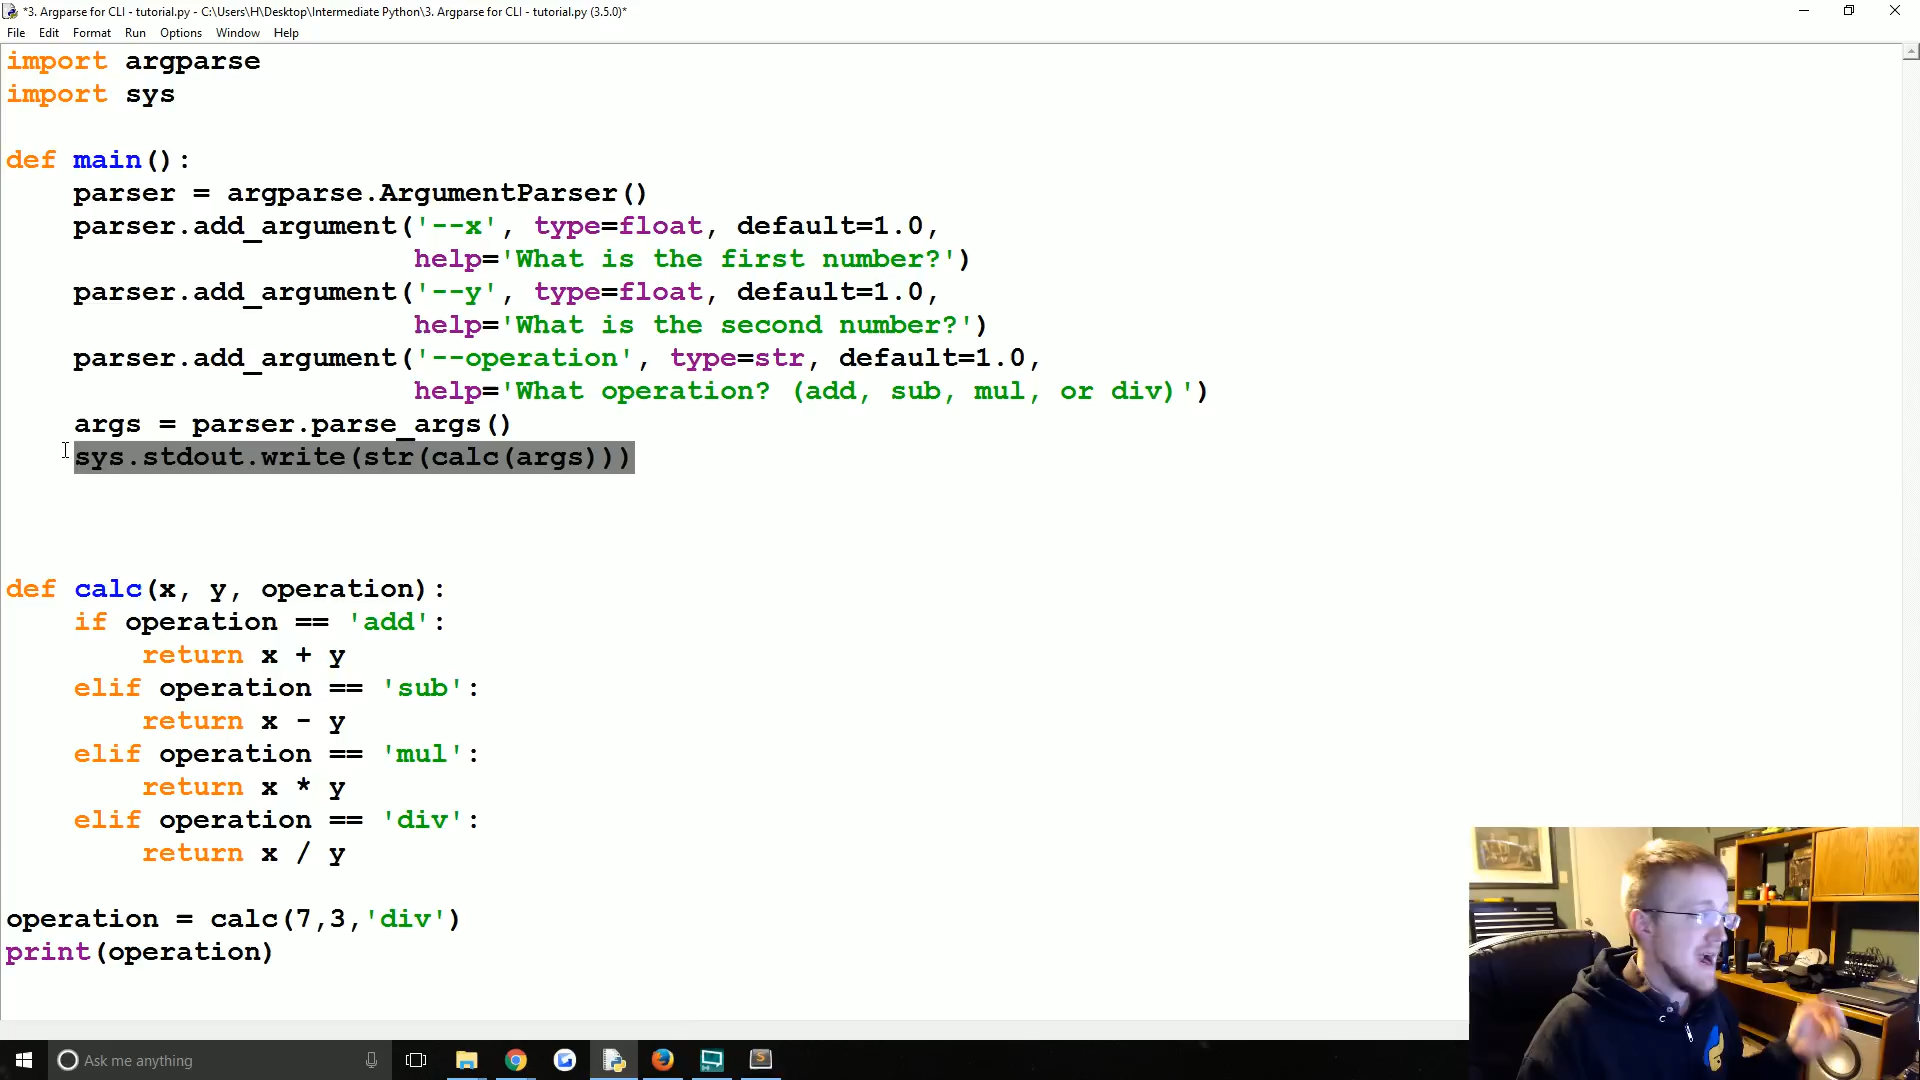 *3. Argparse for CLI - tutorial.py - C:\Users\H\Desktop\Intermediate Python\3. Argparse for CLI - tutorial.py (3.5.0)*
File Edit Format Run Options Window Help
import argparse
import sys
def main():
    parser = argparse.ArgumentParser()
    parser.add_argument('--x', type=float, default=1.0,
                        help='What is the first number?')
    parser.add_argument('--y', type=float, default=1.0,
                        help='What is the second number?')
    parser.add_argument('--operation', type=str, default=1.0,
                        help='What operation? (add, sub, mul, or div)')
    args = parser.parse_args()
    sys.stdout.write(str(calc(args)))
def calc(x, y, operation):
    if operation == 'add':
        return x + y
    elif operation == 'sub':
        return x - y
    elif operation == 'mul':
        return x * y
    elif operation == 'div':
        return x / y
operation = calc(7,3,'div')
print(operation)
Ask me anything